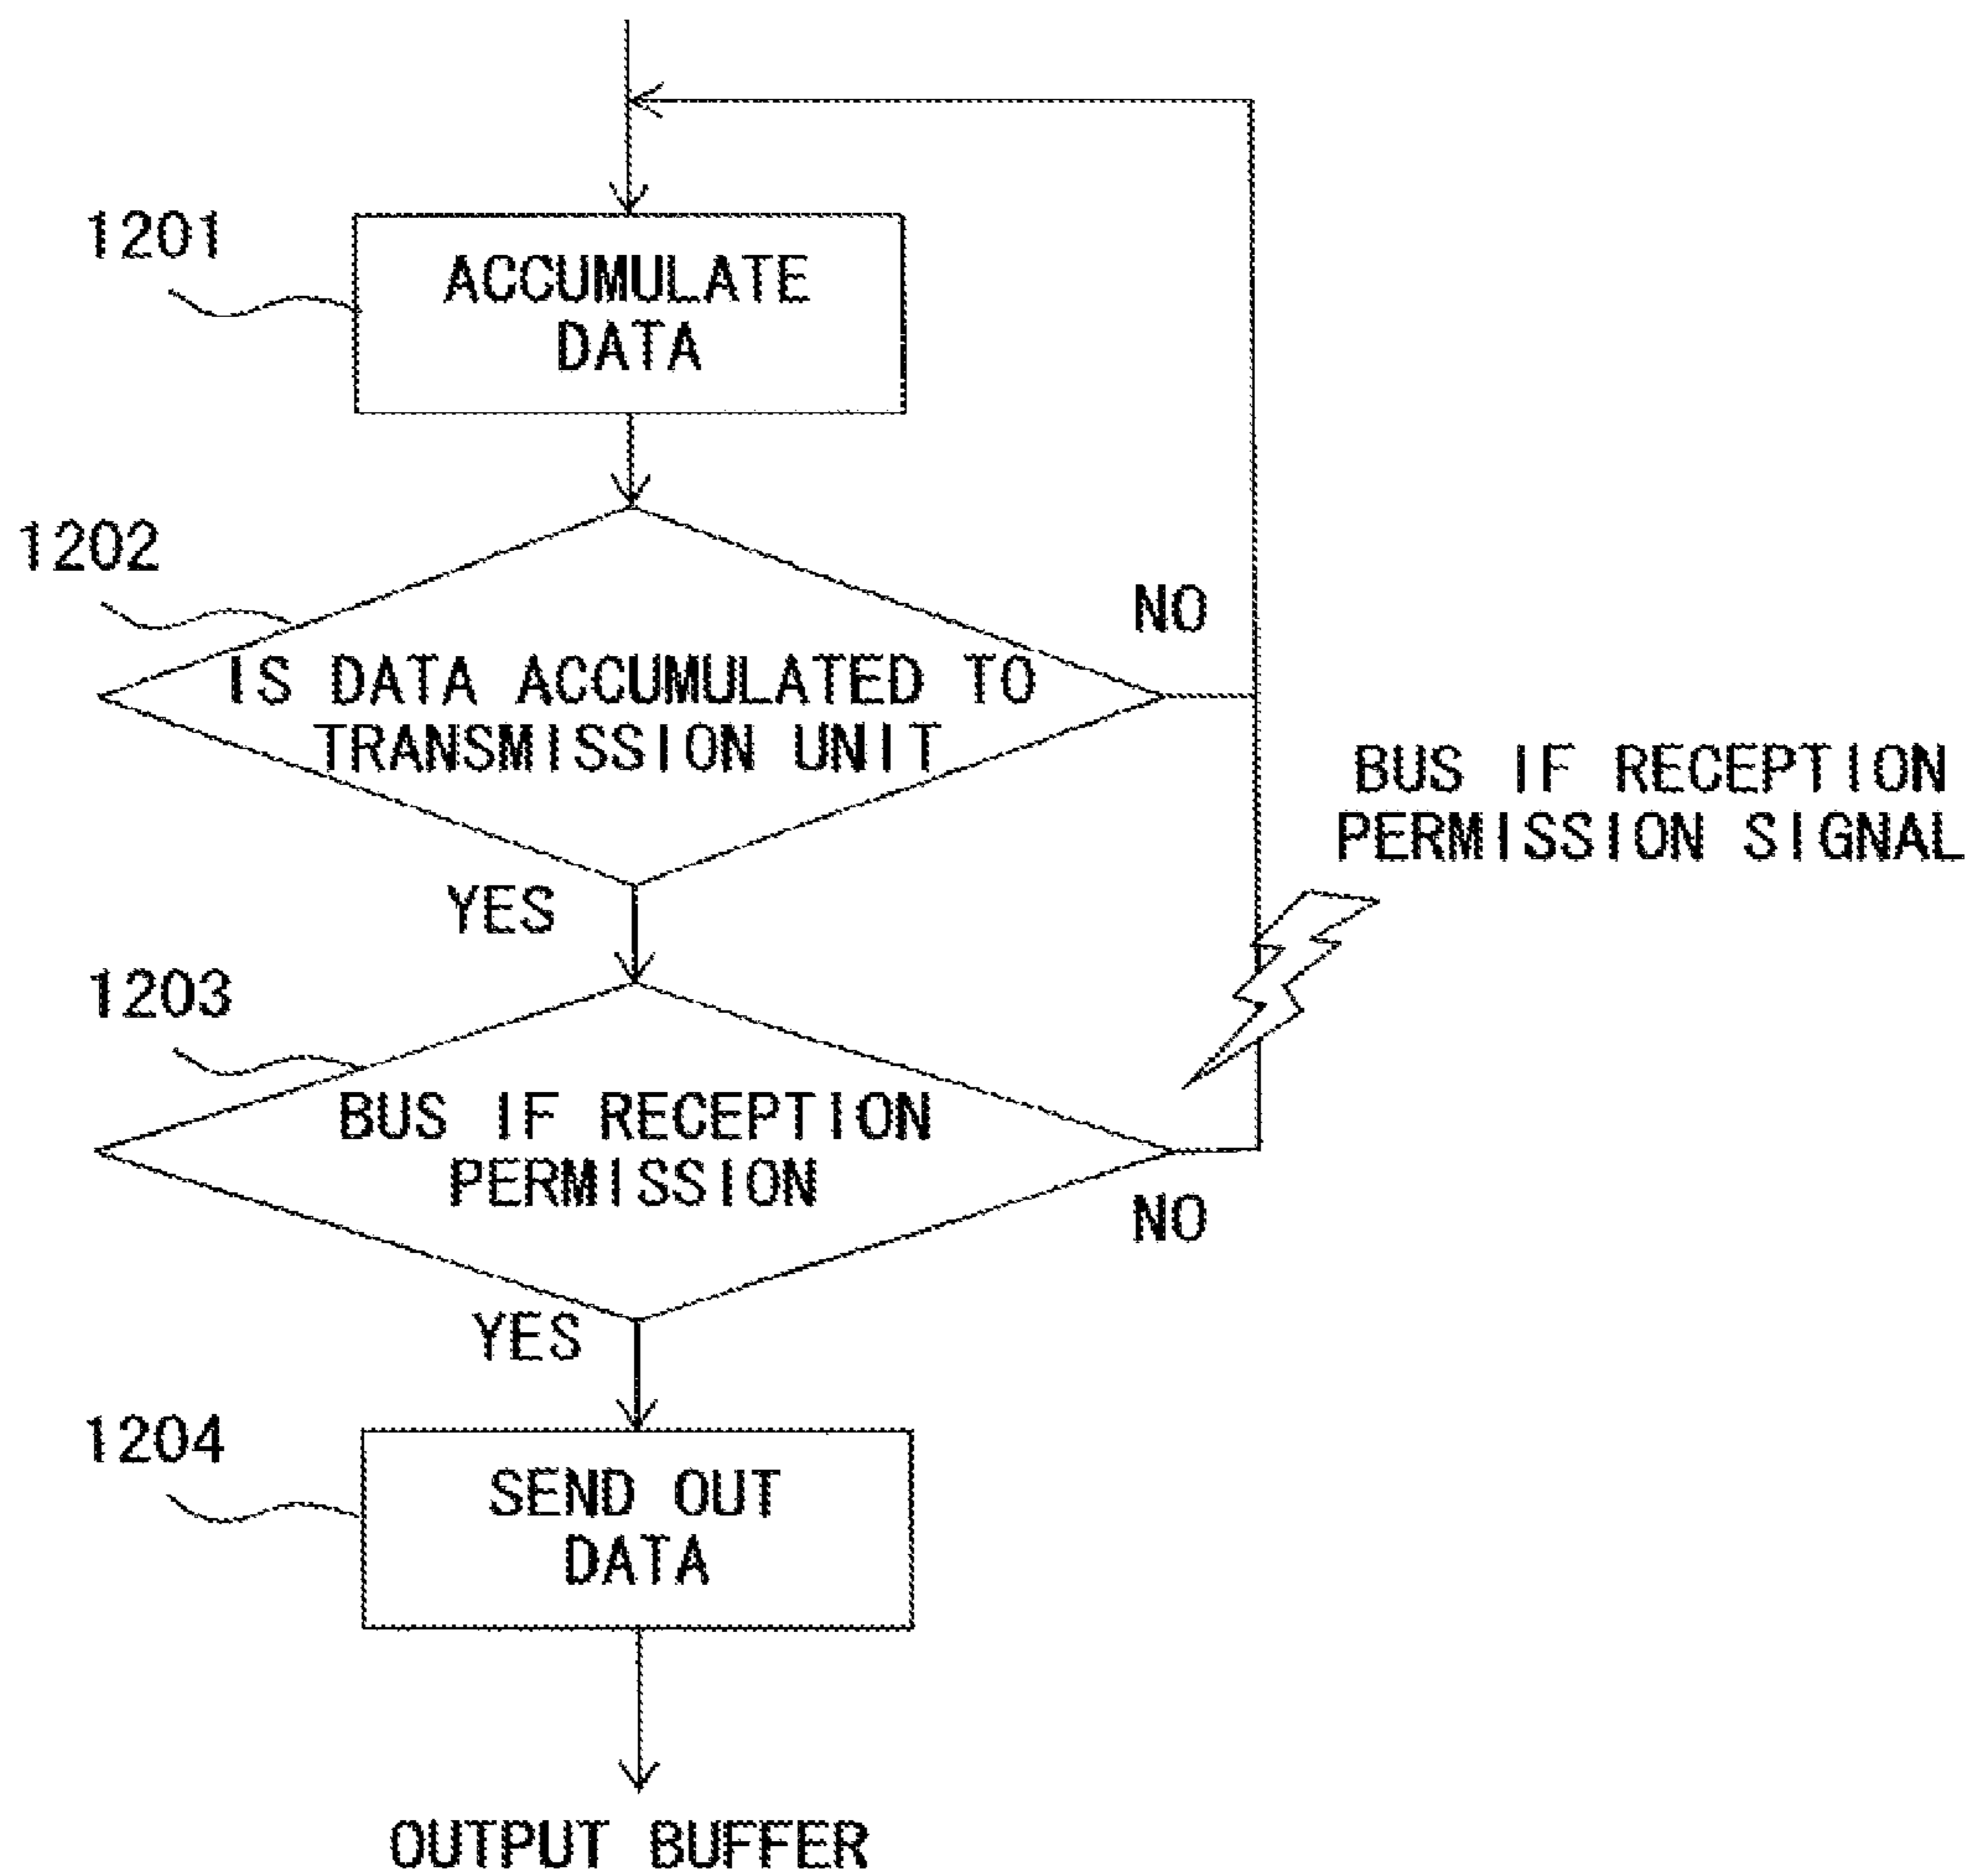 1201
ACCUMULATE
DATA
1202
NO
IS DATA ACCUMULATED TO
TRANSMISSION UNIT
BUS IF RECEPTION
PERMISSION SIGNAL
YES
1203
BUS IF RECEPTION
PERMISSION
NO
YES
1204
SEND OUT
DATA
OUTPUT BUFFER